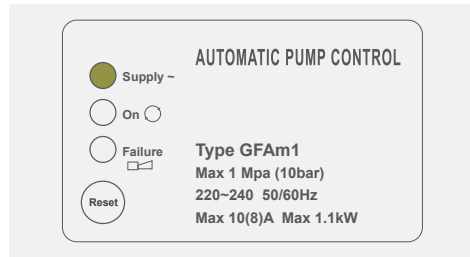 AUTOMATIC PUMP CONTROL
Supply ~
On
Failure
Reset
Type GFAm1
Max 1 Mpa (10bar)
220~240 50/60Hz
Max 10(8)A Max 1.1kW